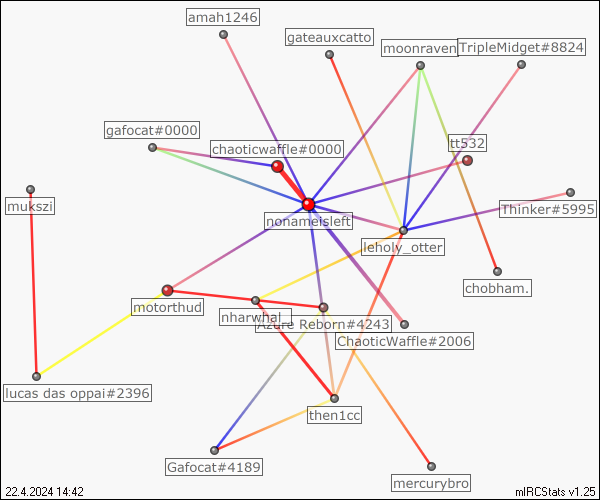 amah1246
gateauxcatto
moonraven
TripleMidget#8824
gafocat#0000
chaoticwaffle#0000
tt532
mukszi
nonameisleft
Thinker#5995
leholy_otter
chobham.
motorthud
nharwhal_
Azure Reborn#4243
ChaoticWaffle#2006
lucas das oppai#2396
then1cc
Gafocat#4189
mercurybro
22.4.2024 14:42
mIRCStats v1.25